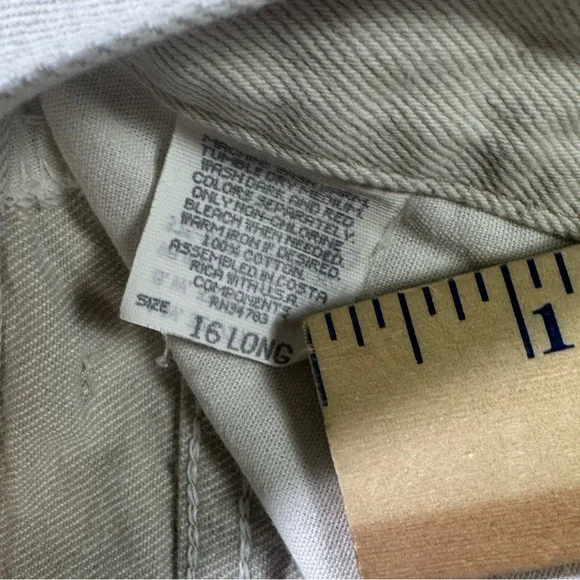 TUMBLE DRY
WASH DARK AND RED
COLORS SEPARATELY.
ONLY NON-CHLORINE
BLEACH WHEN NEEDED.
WARM IRON IF DESIRED.
100% COTTON.
ASSEMBLED IN COSTA
RICA WITH U.S.A.
COMPONENTS
RN34783
SIZE 16 LONG
1